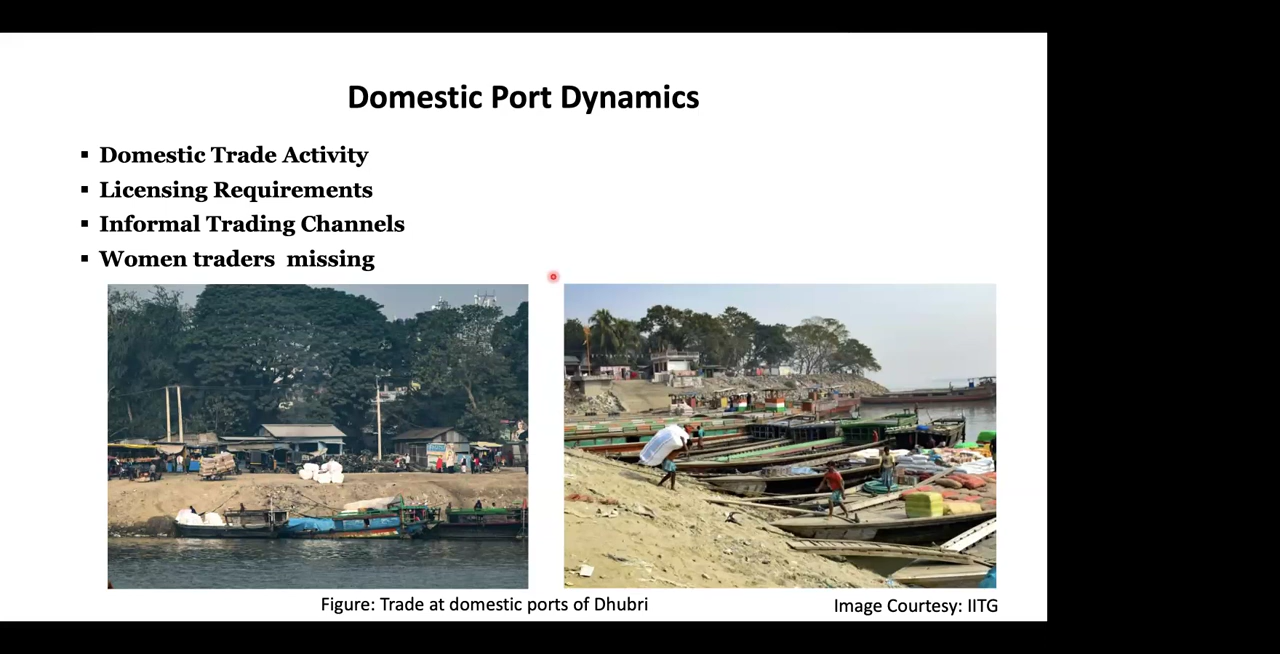 Domestic Port Dynamics
▪ Domestic Trade Activity
▪ Licensing Requirements
▪ Informal Trading Channels
▪ Women traders missing
Figure: Trade at domestic ports of Dhubri
Image Courtesy: IITG